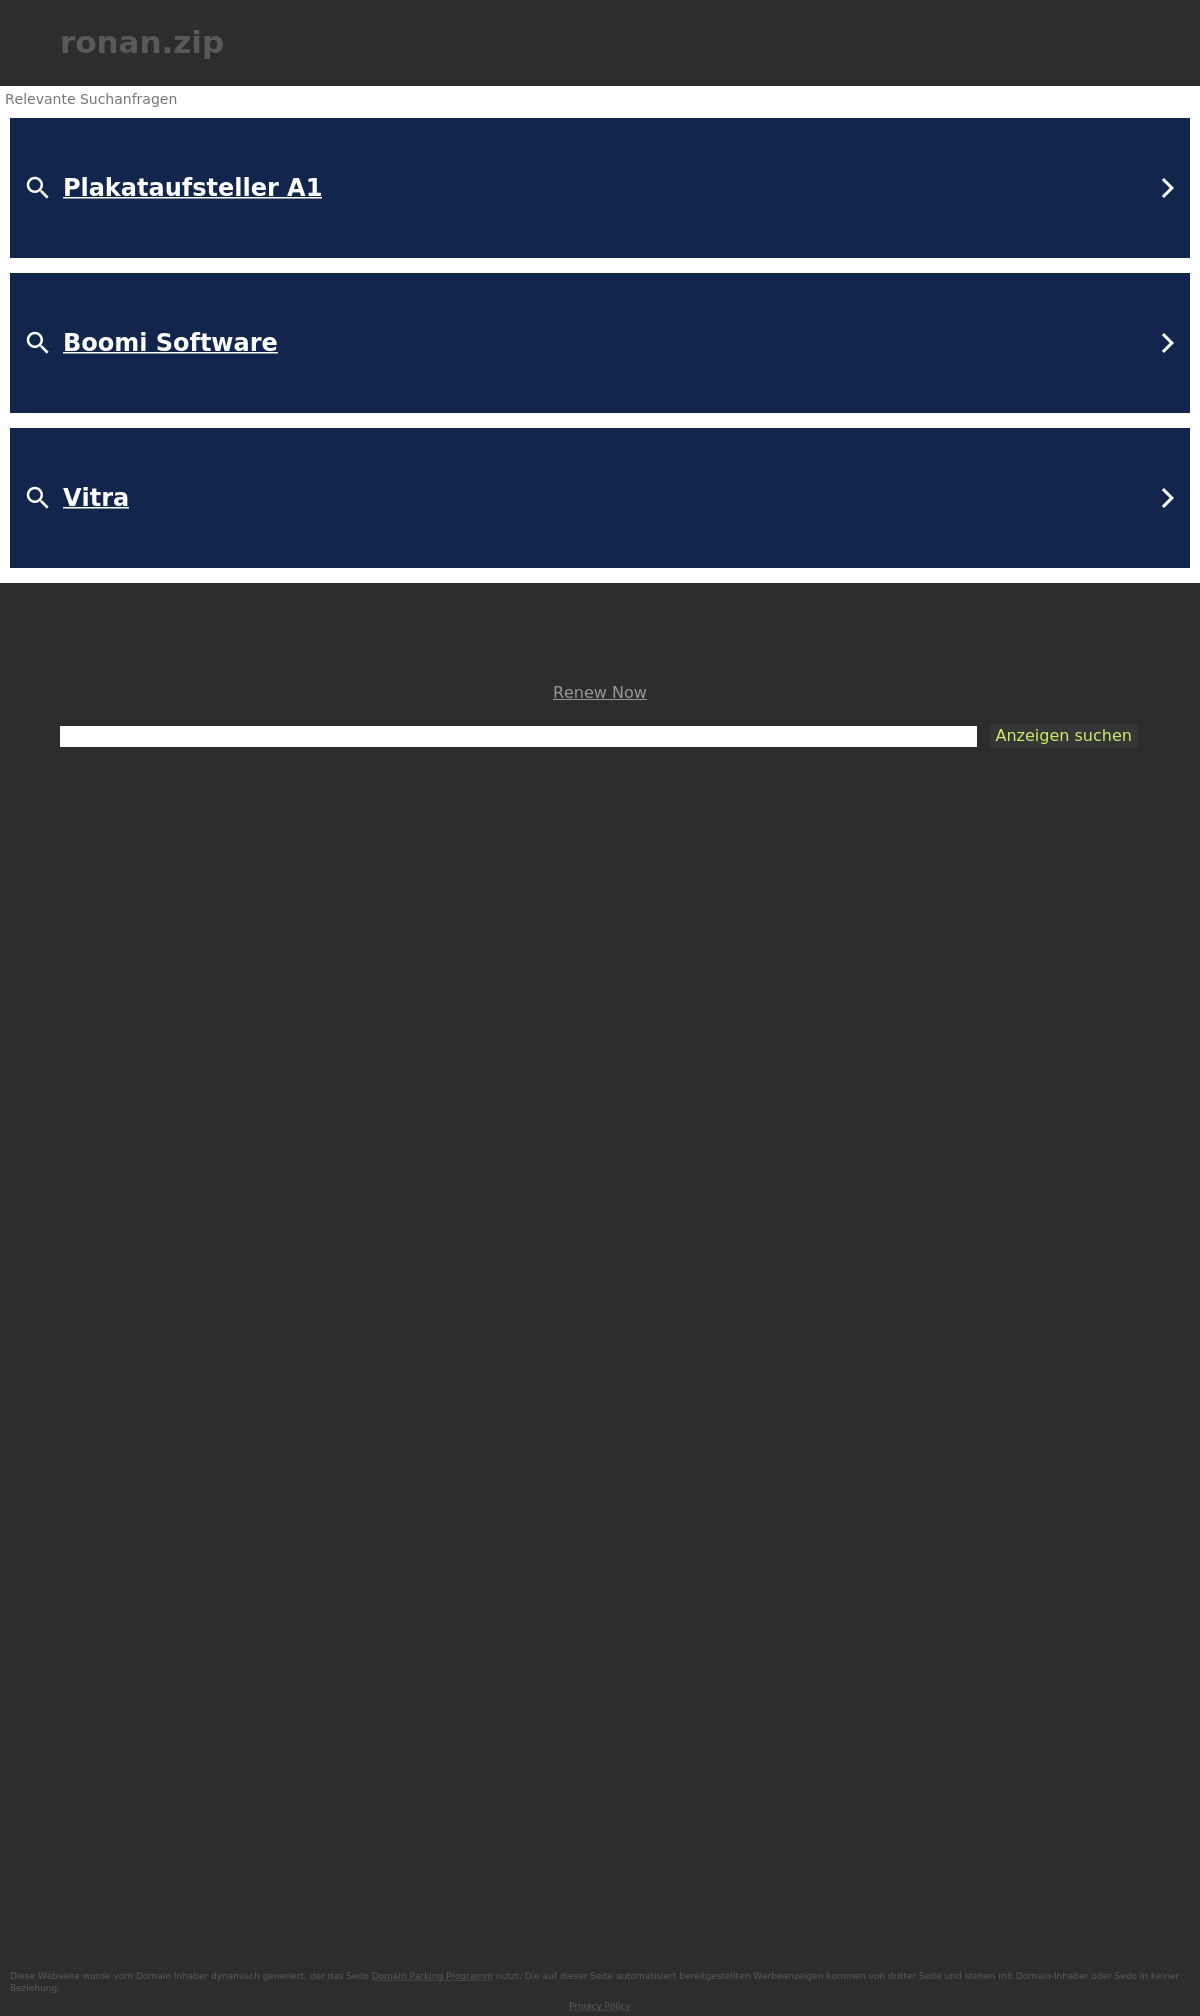 ronan.zip
Relevante Suchanfragen
Plakataufsteller A1
Boomi Software
Vitra
Renew Now
Anzeigen suchen
Diese Webseite wurde vom Domain Inhaber dynamisch generiert, der das Sedo Domain Parking Programm nutzt. Die auf dieser Seite automatisiert bereitgestellten Werbeanzeigen kommen von dritter Seite und stehen mit Domain-Inhaber oder Sedo in keiner
Beziehung.
Privacy Policy